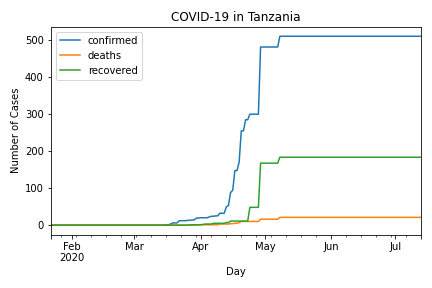 COVID-19 in Tanzania
confirmed
deaths
recovered
Number of Cases
500
400
300
200
100
0
Feb Mar Apr May Jun Jul
2020
Day